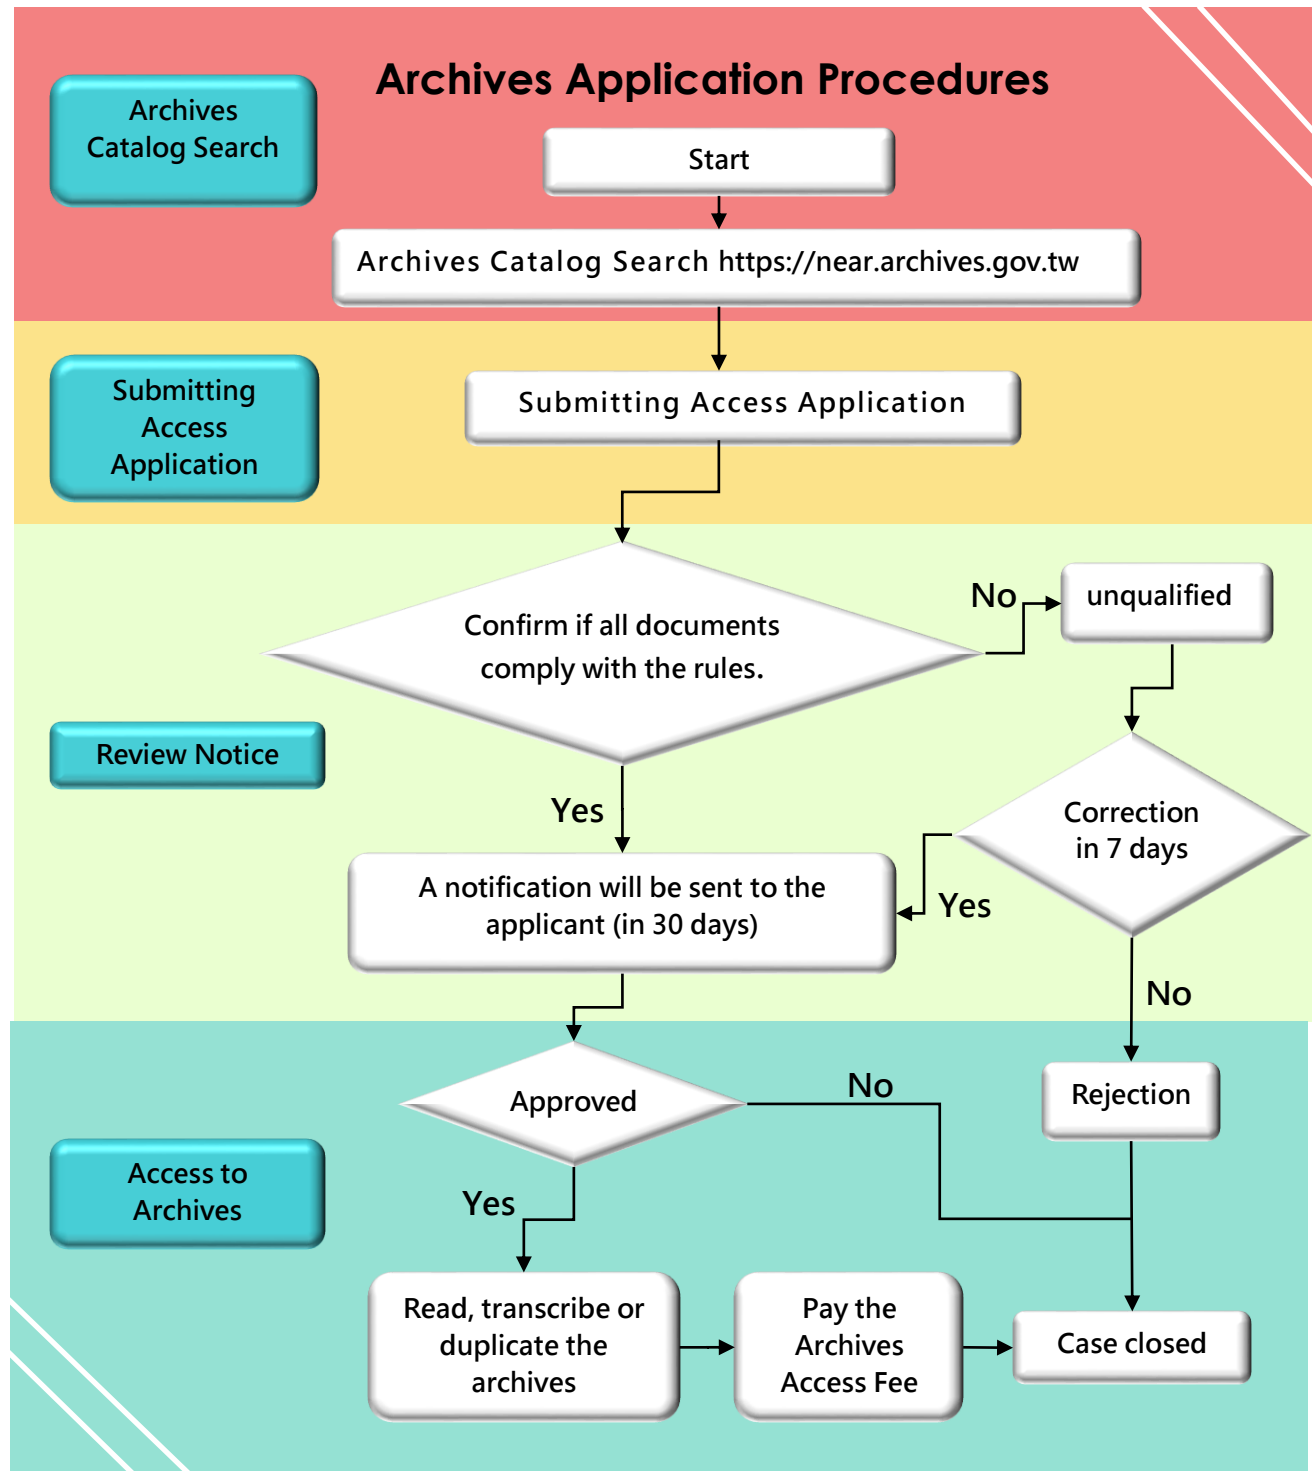 Archives Application Procedures
Archives
Catalog Search
Start
Archives Catalog Search https://near.archives.gov.tw
Submitting
Access
Application
Submitting Access Application
Confirm if all documents
comply with the rules.
No
unqualified
Review Notice
Yes
Correction
in 7 days
A notification will be sent to the
applicant (in 30 days)
Yes
No
Approved
No
Rejection
Access to
Archives
Yes
Read, transcribe or
duplicate the
archives
Pay the
Archives
Access Fee
Case closed